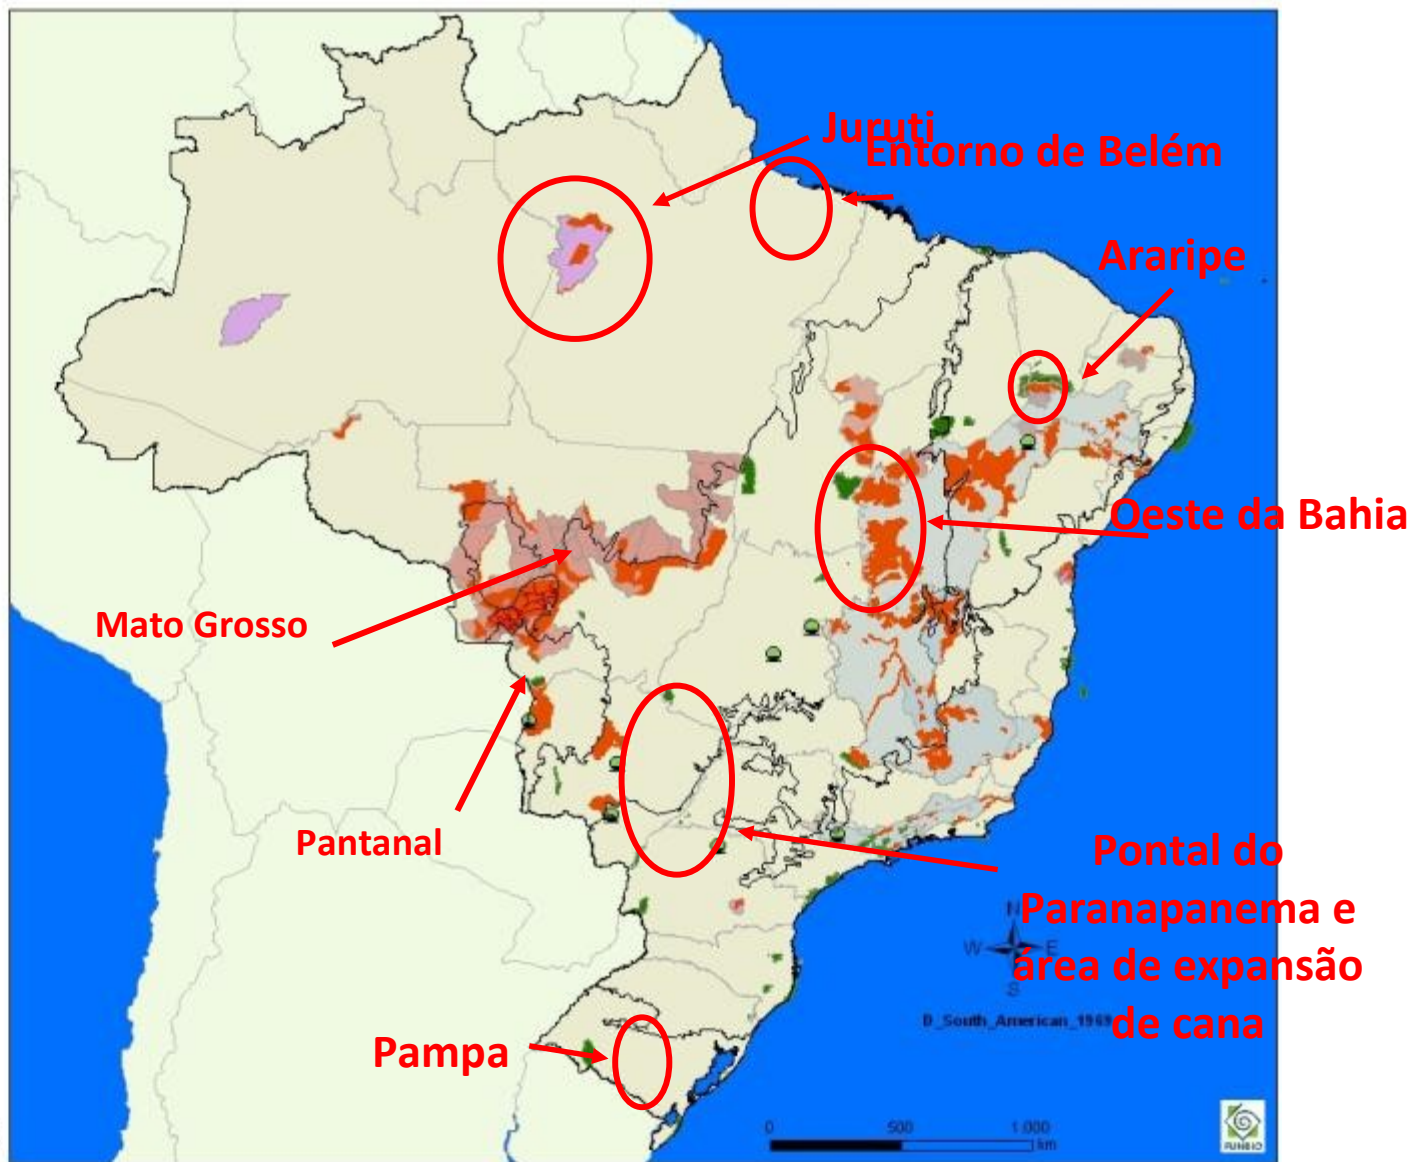 Juruti
Entorno de Belém
Araripe
Oeste da Bahia
Mato Grosso
Pantanal
Pontal do
Paranapanema e
área de expansão
de cana
N
W E
S
D_South_American_1969
Pampa
0 500 1.000
km
FUNBIO